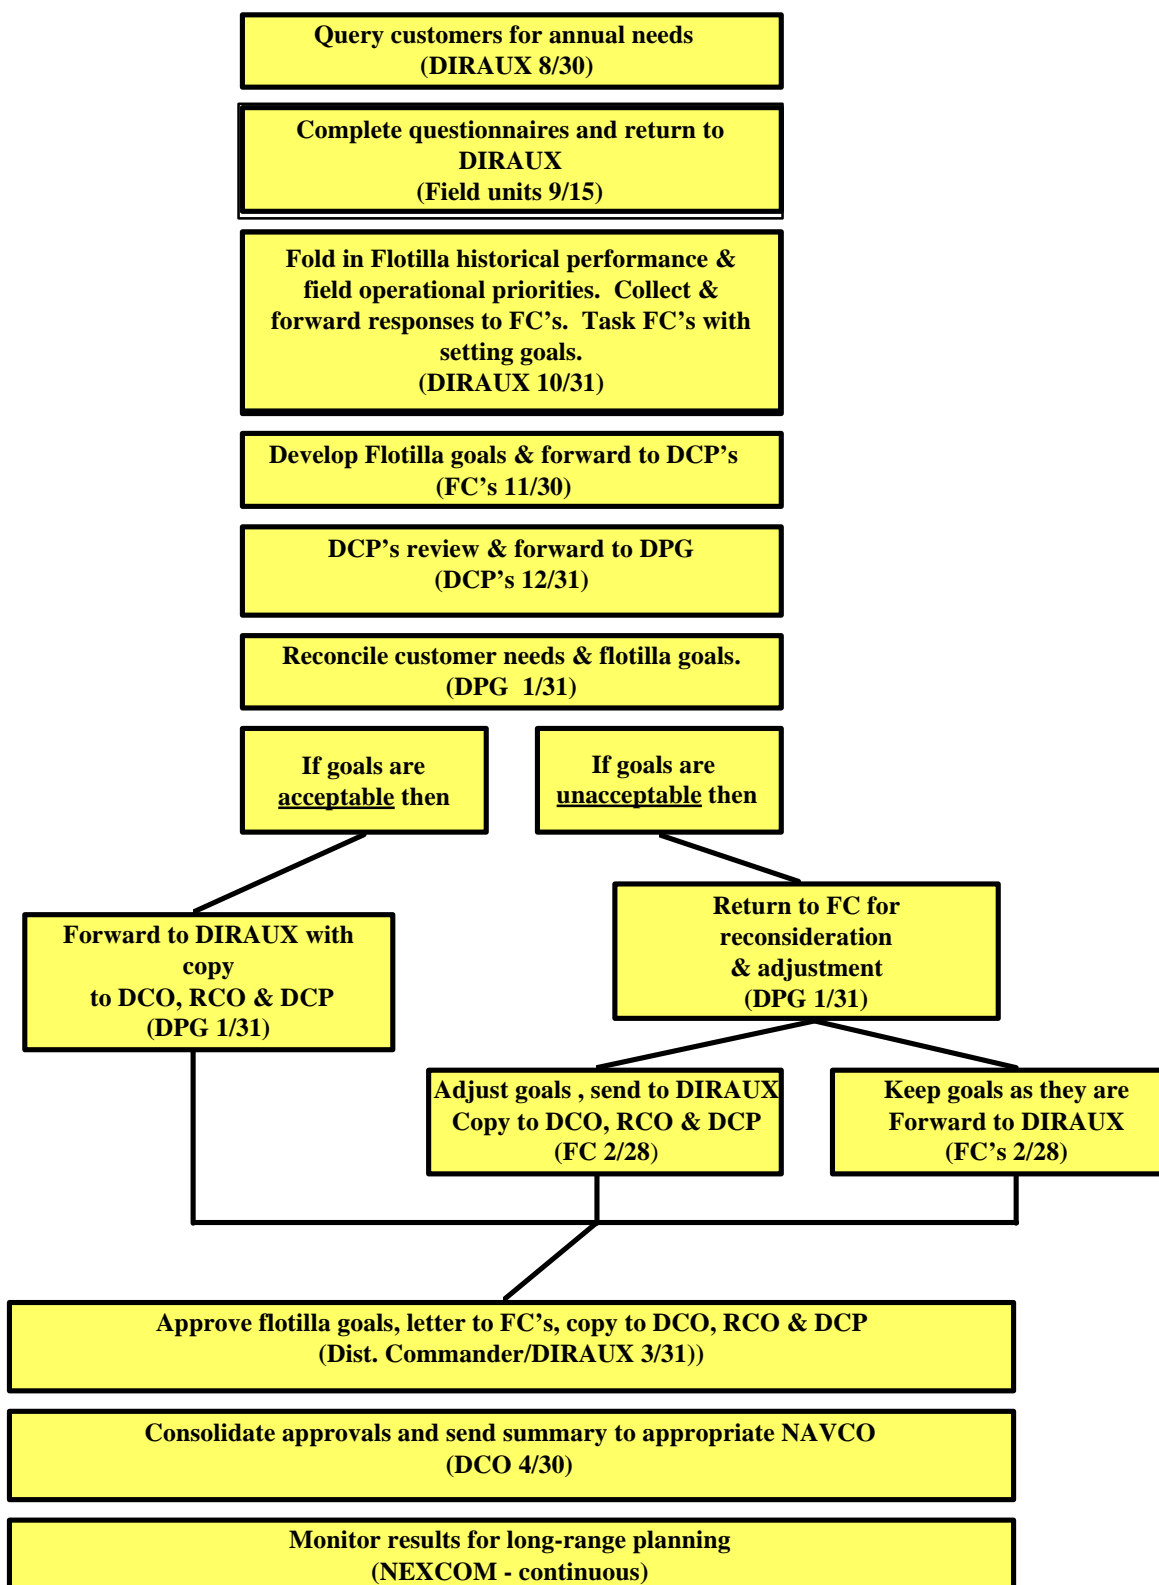 Query customers for annual needs
(DIRAUX 8/30)
Complete questionnaires and return to
DIRAUX
(Field units 9/15)
Fold in Flotilla historical performance &
field operational priorities.  Collect &
forward responses to FC's.  Task FC's with
setting goals.
(DIRAUX 10/31)
Develop Flotilla goals & forward to DCP’s
(FC's 11/30)
DCP’s review & forward to DPG
(DCP’s 12/31)
Reconcile customer needs & flotilla goals.
(DPG  1/31)
If goals are
acceptable then
If goals are
unacceptable then
Forward to DIRAUX with
copy
to DCO, RCO & DCP
(DPG 1/31)
Return to FC for
reconsideration
& adjustment
(DPG 1/31)
Adjust goals , send to DIRAUX
Copy to DCO, RCO & DCP
(FC 2/28)
Keep goals as they are
Forward to DIRAUX
(FC’s 2/28)
Approve flotilla goals, letter to FC’s, copy to DCO, RCO & DCP
(Dist. Commander/DIRAUX 3/31))
Consolidate approvals and send summary to appropriate NAVCO
(DCO 4/30)
Monitor results for long-range planning
(NEXCOM - continuous)